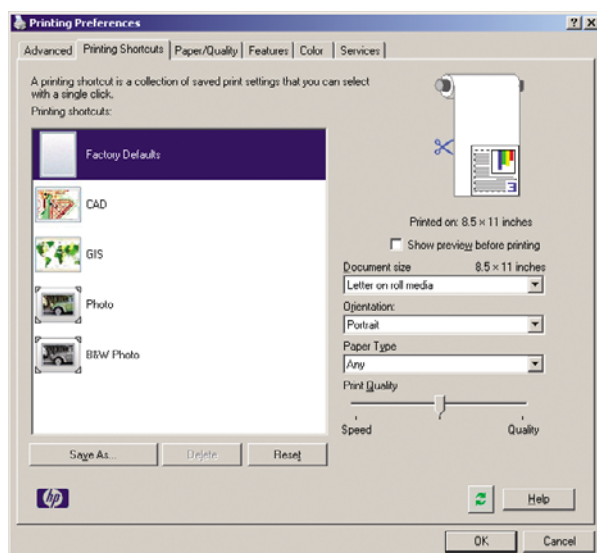 Printing Preferences
Advanced Printing Shortcuts Paper/Quality Features Color Services
A printing shortcut is a collection of saved print settings that you can select
with a single click.
Printing shortcuts:
Factory Defaults
CAD
GIS
Photo
B&W Photo
Save As... Delete Reset
3
Printed on: 8.5 × 11 inches
Show preview before printing
Document size 8.5 × 11 inches
Letter on roll media
Orientation:
Portrait
Paper Type
Any
Print Quality
Speed Quality
hp
Help
OK Cancel